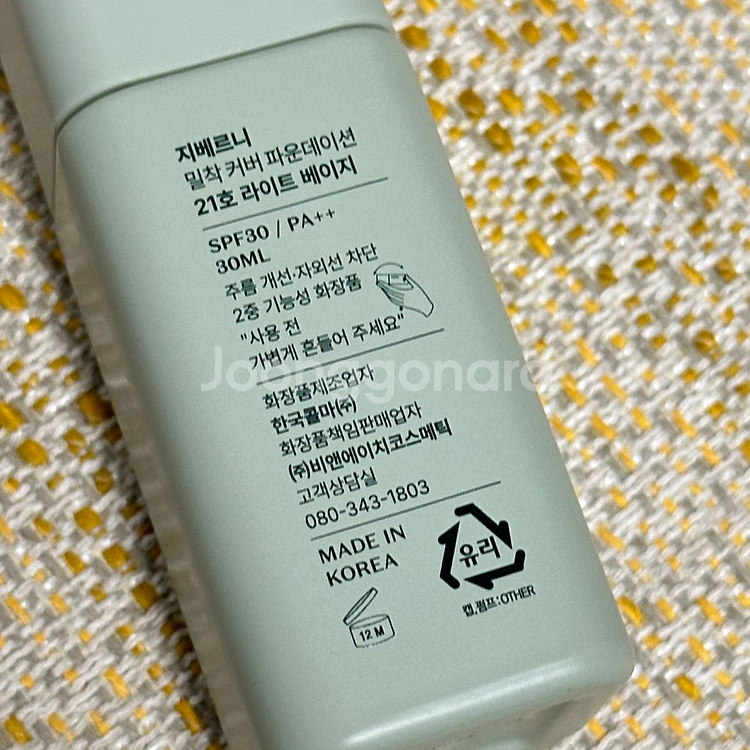 지베르니
밀착 커버 파운데이션
21호 라이트 베이지
SPF30 / PA++
30ML
주름 개선·자외선 차단
2중 기능성 화장품
"사용 전
가볍게 흔들어 주세요"
Joonggonara
화장품제조업자
한국콜마㈜
화장품책임판매업자
㈜비앤에이치코스메틱
고객상담실
080-343-1803
MADE IN
KOREA
유리
캡,펌프:OTHER
12 M